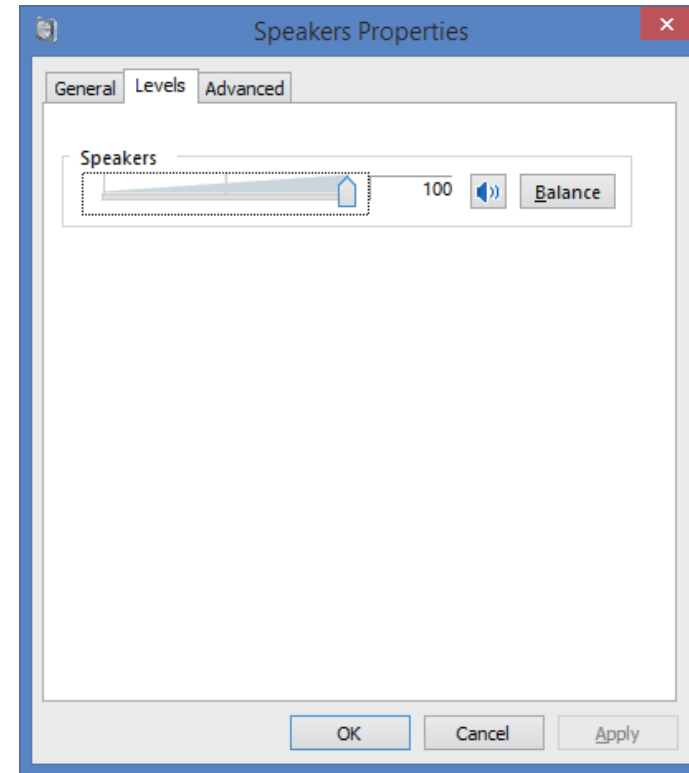 Speakers Properties
General Levels Advanced
Speakers
100 Balance
OK Cancel Apply